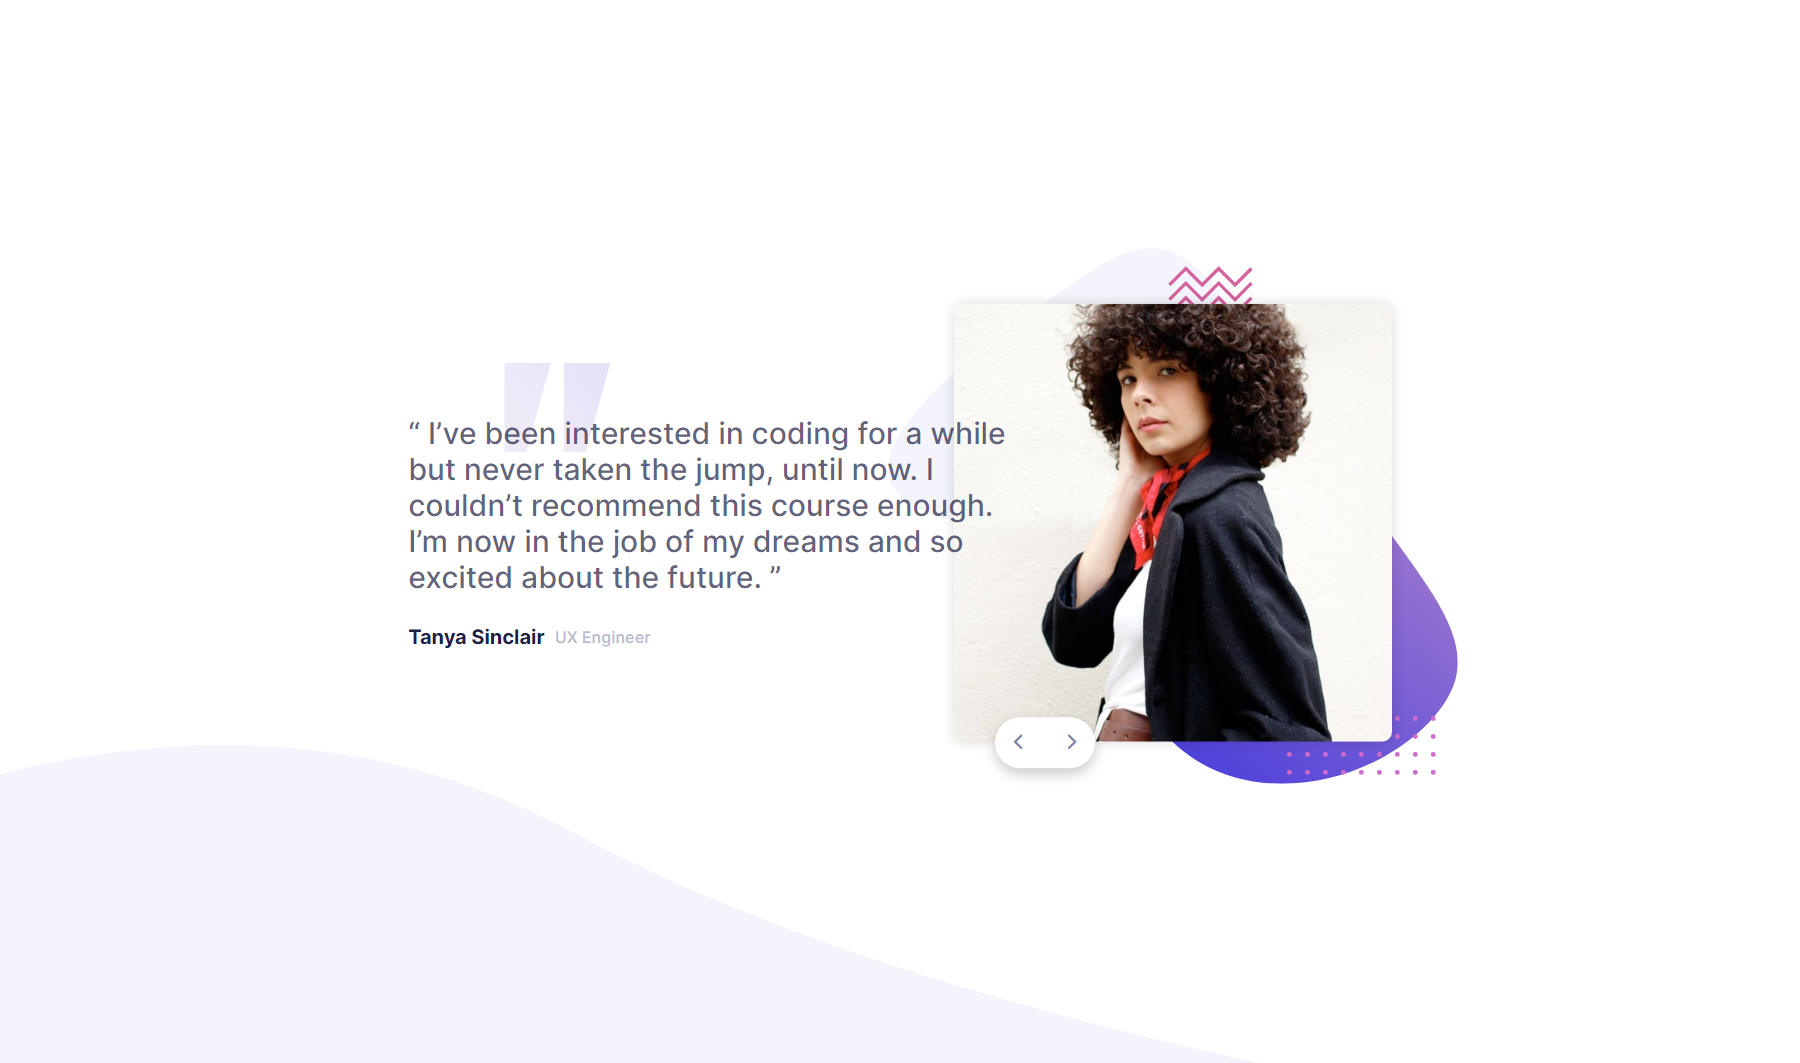 “ I’ve been interested in coding for a while
but never taken the jump, until now. I
couldn’t recommend this course enough.
I’m now in the job of my dreams and so
excited about the future. ”
Tanya Sinclair UX Engineer